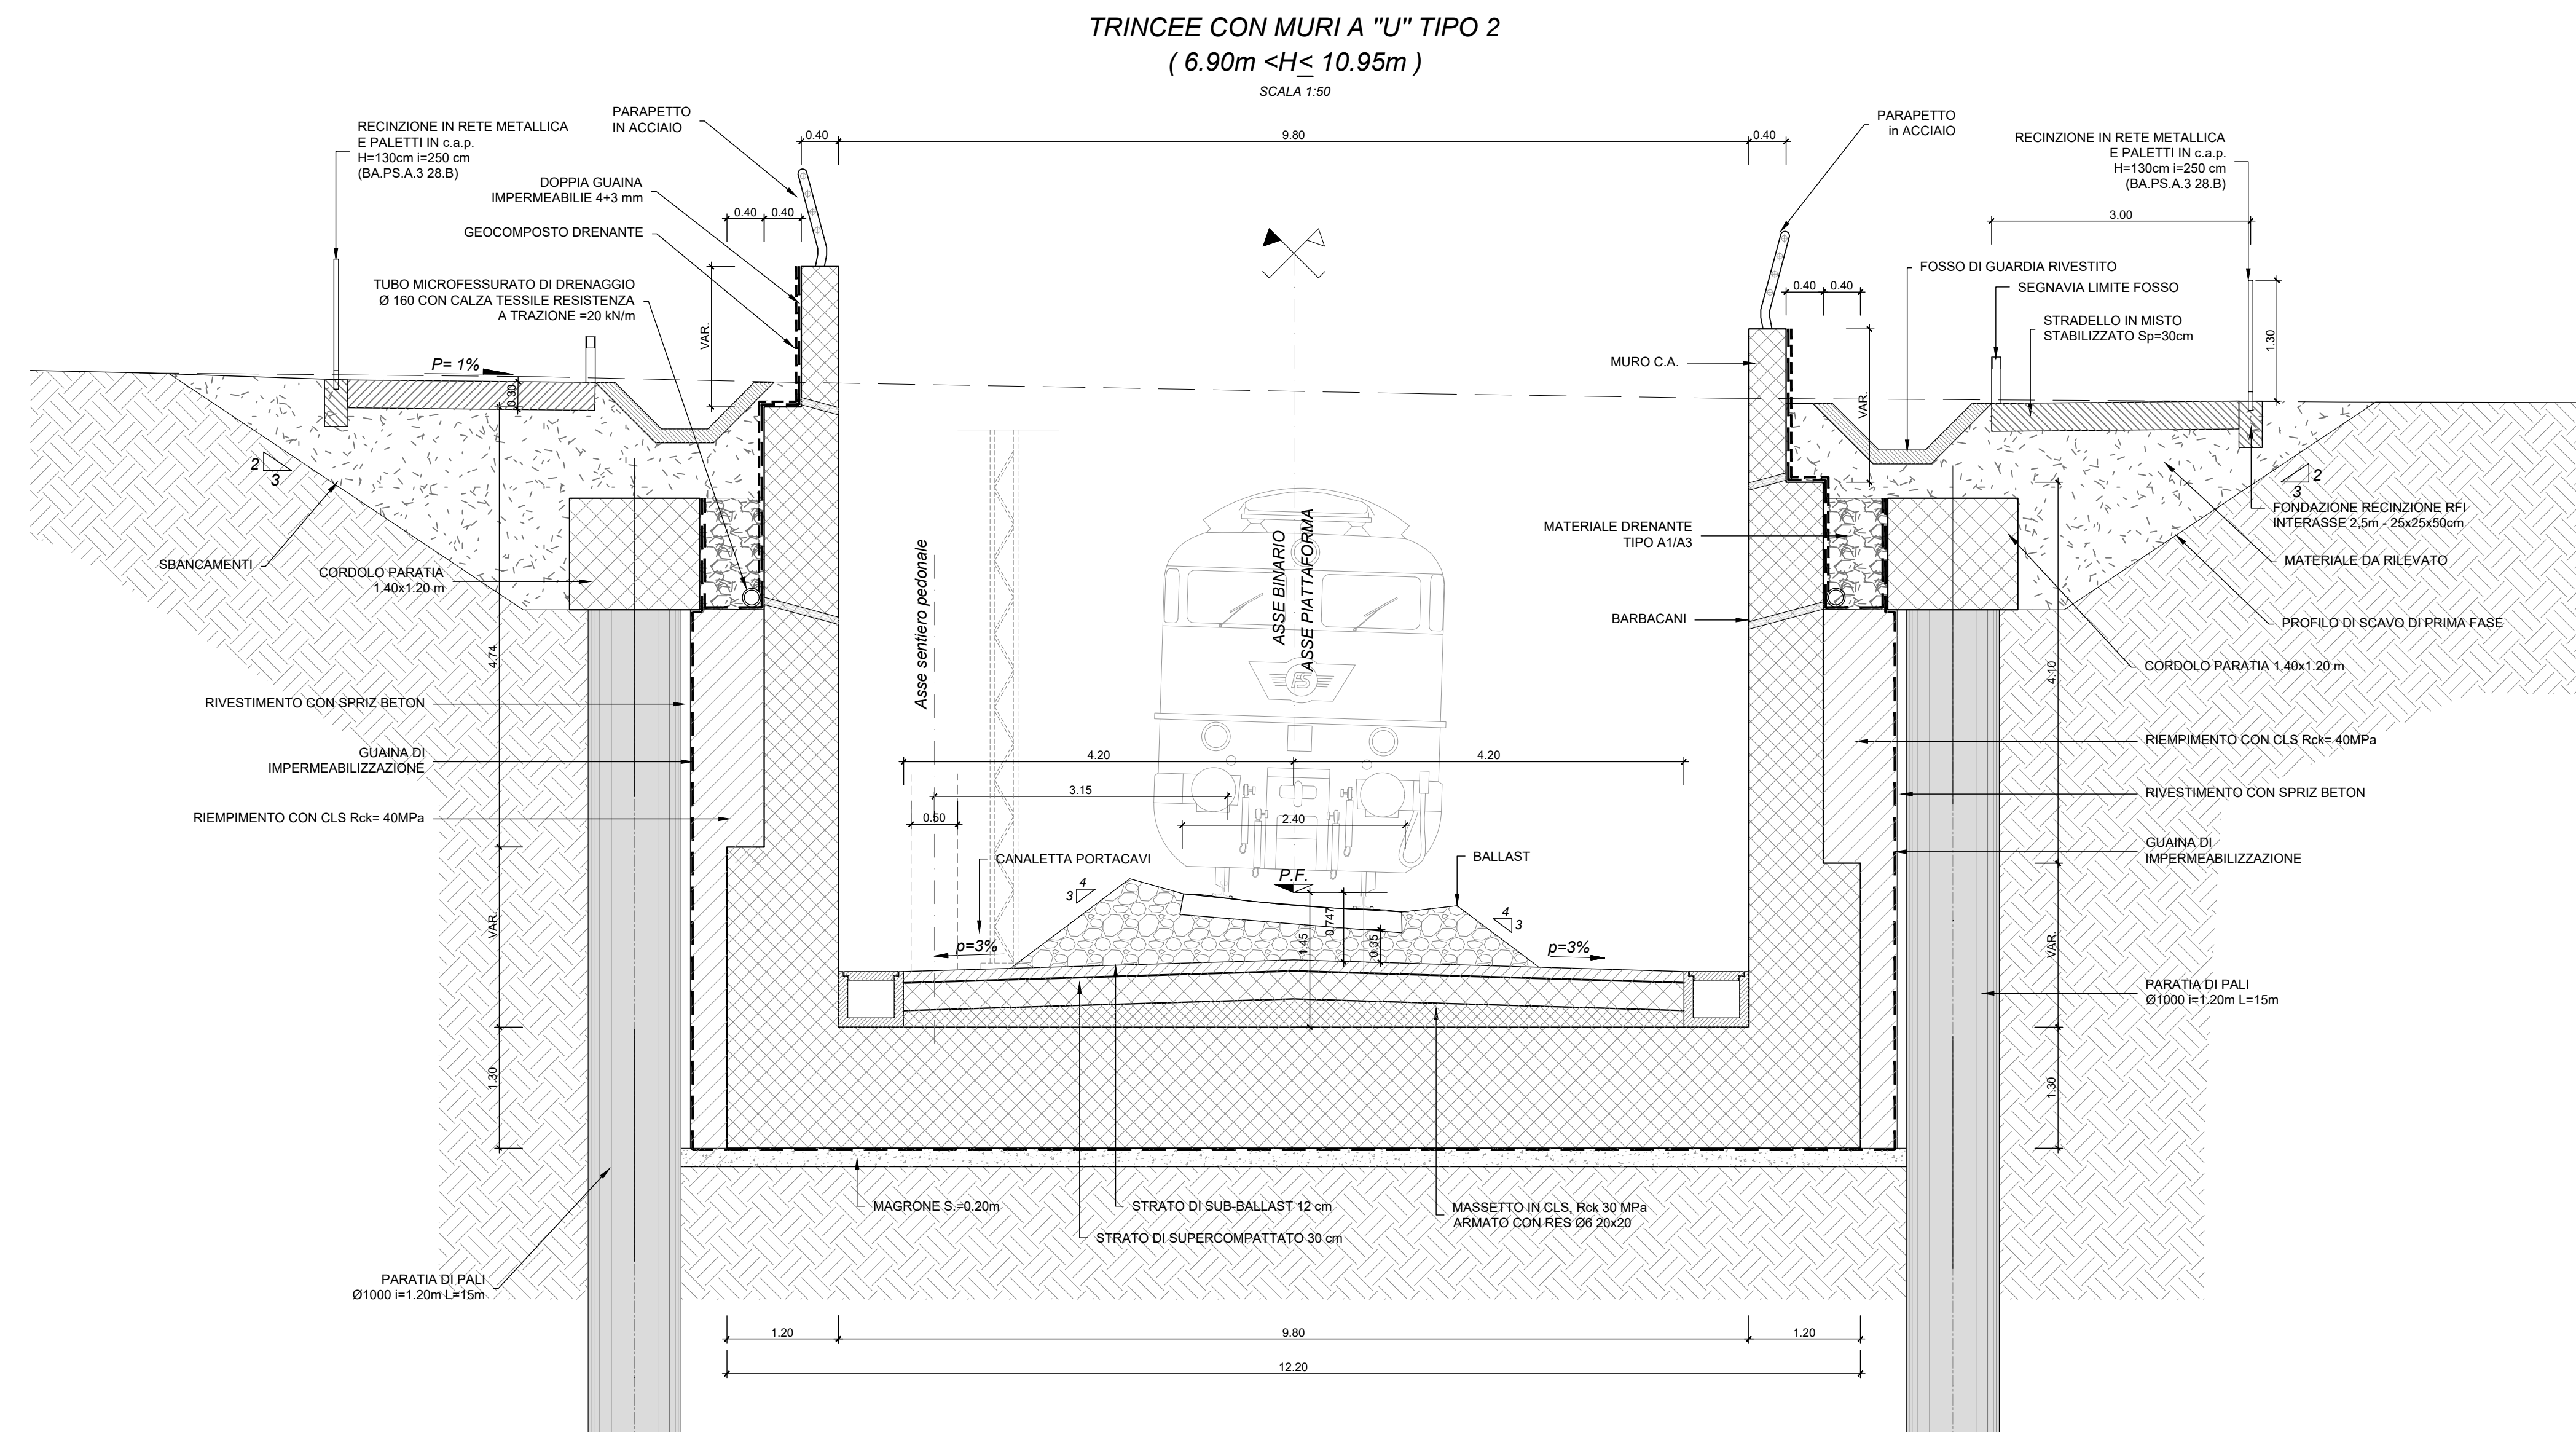 TRINCEE CON MURI A "U" TIPO 2
( 6.90m <H≤ 10.95m )
SCALA 1:50
RECINZIONE IN RETE METALLICA
E PALETTI IN c.a.p.
H=130cm i=250 cm
(BA.PS.A.3 28.B)
PARAPETTO
IN ACCIAIO
0.40
9.80
0.40
PARAPETTO
in ACCIAIO
RECINZIONE IN RETE METALLICA
E PALETTI IN c.a.p.
H=130cm i=250 cm
(BA.PS.A.3 28.B)
DOPPIA GUAINA
IMPERMEABILIE 4+3 mm
0.40
0.40
GEOCOMPOSTO DRENANTE
3.00
TUBO MICROFESSURATO DI DRENAGGIO
Ø 160 CON CALZA TESSILE RESISTENZA
A TRAZIONE =20 kN/m
0.40
0.40
FOSSO DI GUARDIA RIVESTITO
SEGNAVIA LIMITE FOSSO
STRADELLO IN MISTO
STABILIZZATO Sp=30cm
1.30
VAR.
P= 1%
0.30
MURO C.A.
VAR.
2
3
2
3
SBANCAMENTI
CORDOLO PARATIA
1.40x1.20 m
MATERIALE DRENANTE
TIPO A1/A3
FONDAZIONE RECINZIONE RFI
INTERASSE 2,5m - 25x25x50cm
MATERIALE DA RILEVATO
BARBACANI
PROFILO DI SCAVO DI PRIMA FASE
CORDOLO PARATIA 1.40x1.20 m
Asse sentiero pedonale
ASSE BINARIO
ASSE PIATTAFORMA
FS
4.74
4.10
RIVESTIMENTO CON SPRIZ BETON
GUAINA DI
IMPERMEABILIZZAZIONE
RIEMPIMENTO CON CLS Rck= 40MPa
RIEMPIMENTO CON CLS Rck= 40MPa
RIVESTIMENTO CON SPRIZ BETON
GUAINA DI
IMPERMEABILIZZAZIONE
4.20
4.20
3.15
0.50
2.40
CANALETTA PORTACAVI
BALLAST
P.F.
4
3
4
3
0.747
1.45
0.35
p=3%
p=3%
VAR.
VAR.
1.30
1.30
PARATIA DI PALI
Ø1000 i=1.20m L=15m
MAGRONE S.=0.20m
STRATO DI SUB-BALLAST 12 cm
STRATO DI SUPERCOMPATTATO 30 cm
MASSETTO IN CLS, Rck 30 MPa
ARMATO CON RES Ø6 20x20
PARATIA DI PALI
Ø1000 i=1.20m L=15m
1.20
9.80
1.20
12.20